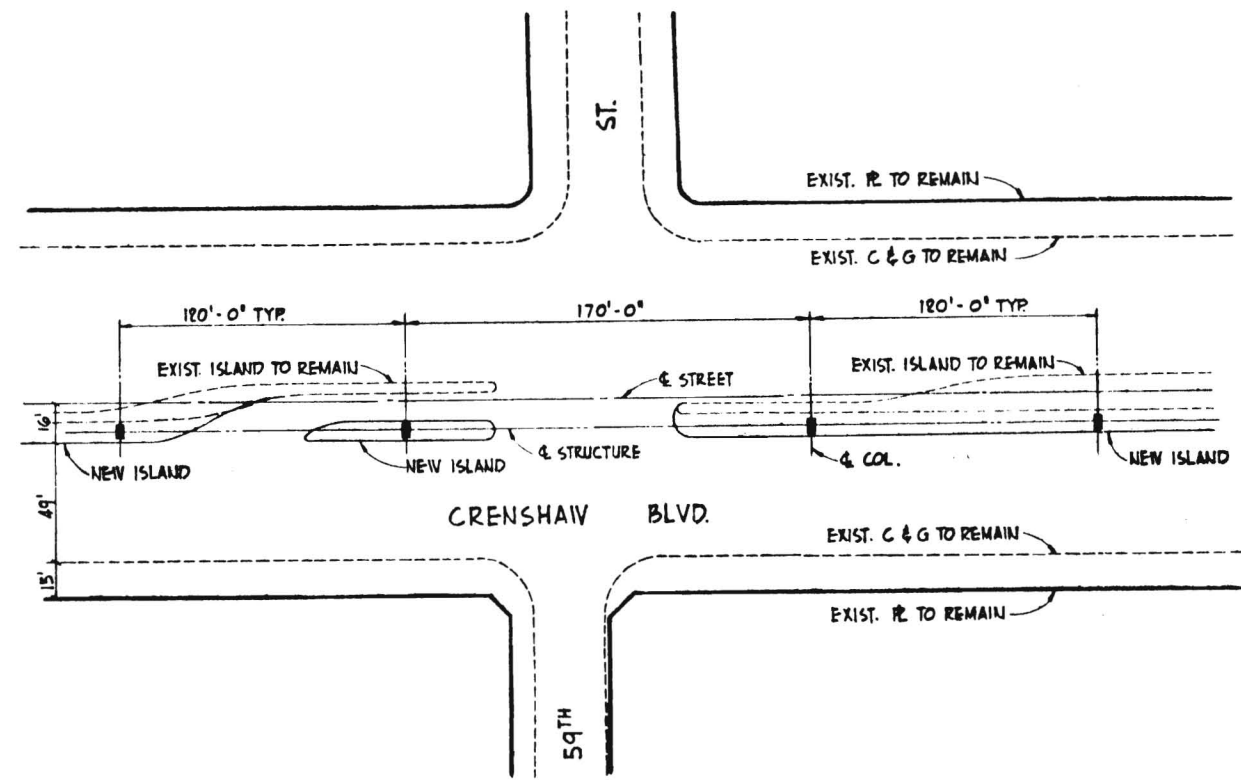 ST.
EXIST. ⅊ TO REMAIN
EXIST. C & G TO REMAIN
120'-0" TYP.
170'-0"
120'-0" TYP.
EXIST. ISLAND TO REMAIN
℄ STREET
EXIST. ISLAND TO REMAIN
16'
NEW ISLAND
NEW ISLAND
℄ STRUCTURE
℄ COL.
NEW ISLAND
49'
CRENSHAW BLVD.
EXIST. C & G TO REMAIN
15'
EXIST. ⅊ TO REMAIN
59TH